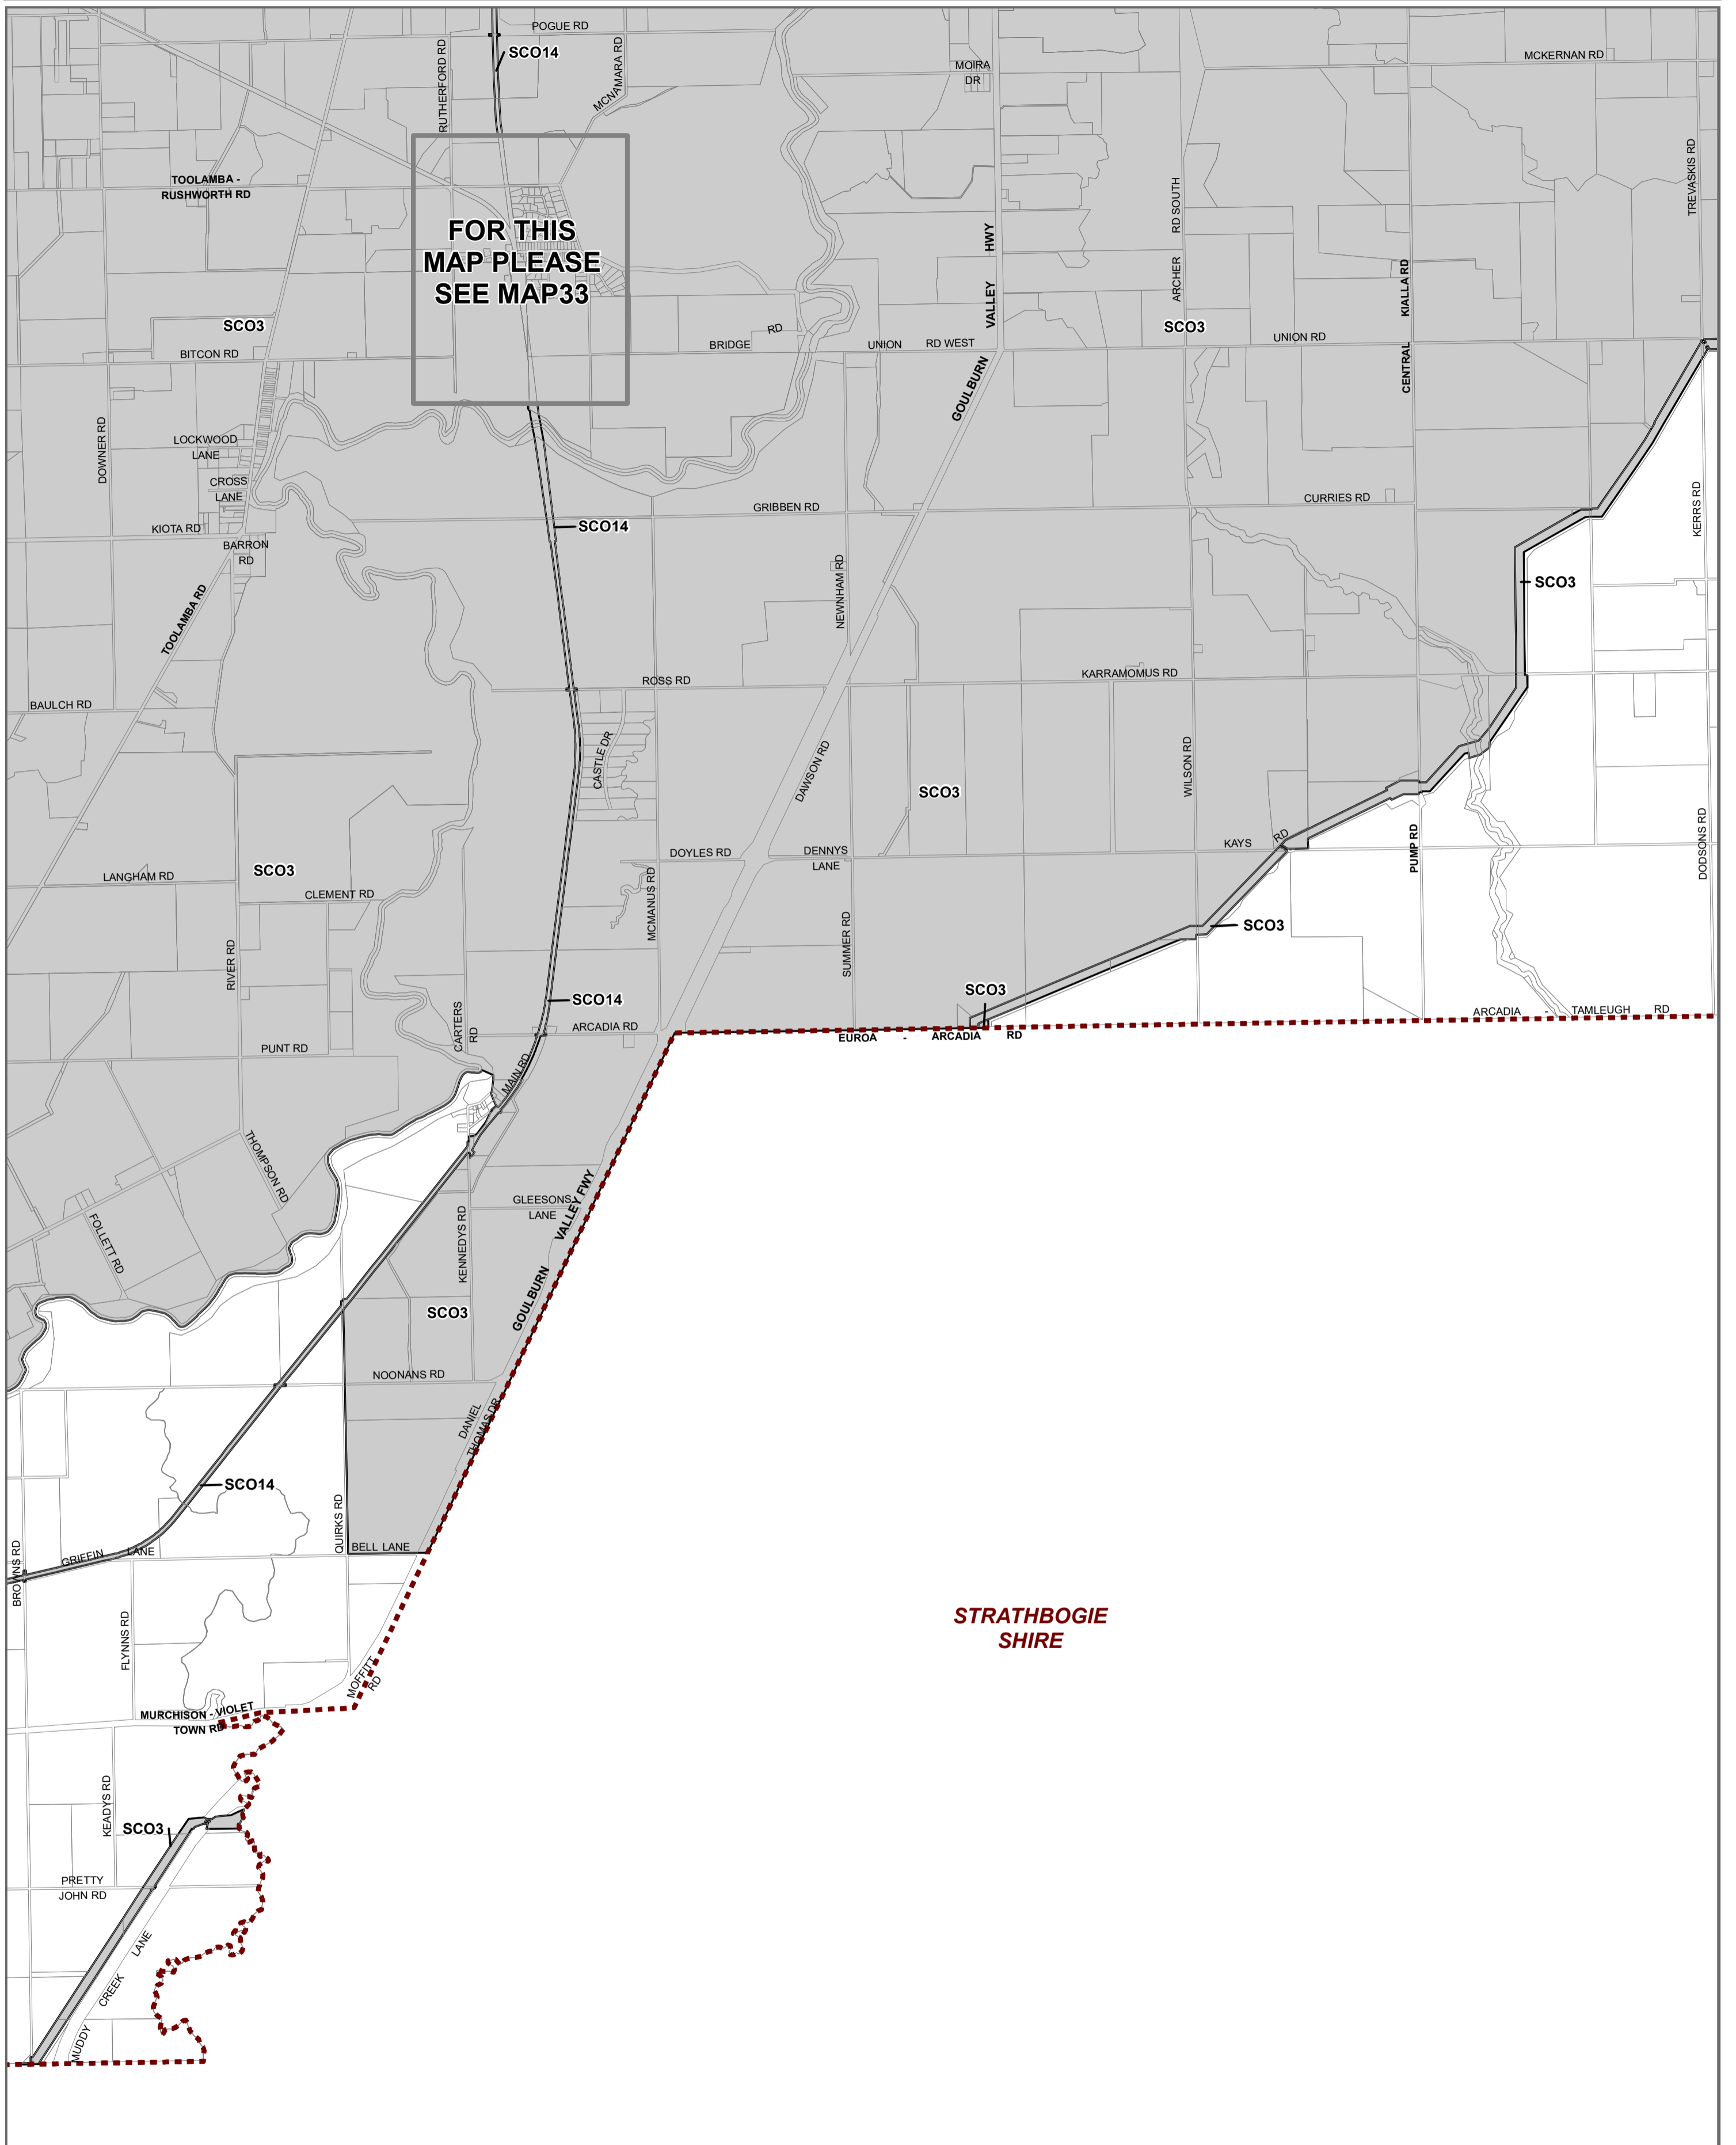 POGUE RD
SCO14
RUTHERFORD RD
MCNAMARA RD
MOIRA
DR
MCKERNAN RD
TREVASKIS RD
TOOLAMBA -
RUSHWORTH RD
FOR THIS
MAP PLEASE
SEE MAP33
VALLEY HWY
ARCHER RD SOUTH
CENTRAL KIALLA RD
SCO3
SCO3
BITCON RD
BRIDGE RD
UNION RD WEST
UNION RD
GOULBURN
DOWNER RD
LOCKWOOD
LANE
CROSS
LANE
KIOTA RD
BARRON
RD
GRIBBEN RD
CURRIES RD
KERRS RD
SCO14
SCO3
TOOLAMBA RD
NEWNHAM RD
ROSS RD
KARRAMOMUS RD
BAULCH RD
CASTLE DR
DAWSON RD
WILSON RD
SCO3
PUMP RD
DODSONS RD
KAYS RD
DOYLES RD
DENNYS
LANE
LANGHAM RD
SCO3
CLEMENT RD
MCMANUS RD
SUMMER RD
RIVER RD
SCO3
SCO3
SCO14
CARTERS
RD
ARCADIA RD
EUROA - ARCADIA RD
ARCADIA - TAMLEUGH RD
PUNT RD
MAIN RD
THOMPSON RD
FOLLETT RD
GLEESONS
LANE
KENNEDYS RD
GOULBURN VALLEY FWY
SCO3
NOONANS RD
DANIEL
THOMAS DR
SCO14
QUIRKS RD
BELL LANE
GRIFFIN LANE
BROWNS RD
FLYNNS RD
STRATHBOGIE
SHIRE
MOFFITT
RD
MURCHISON - VIOLET
TOWN RD
KEADYS RD
SCO3
PRETTY
JOHN RD
MUDDY CREEK LANE